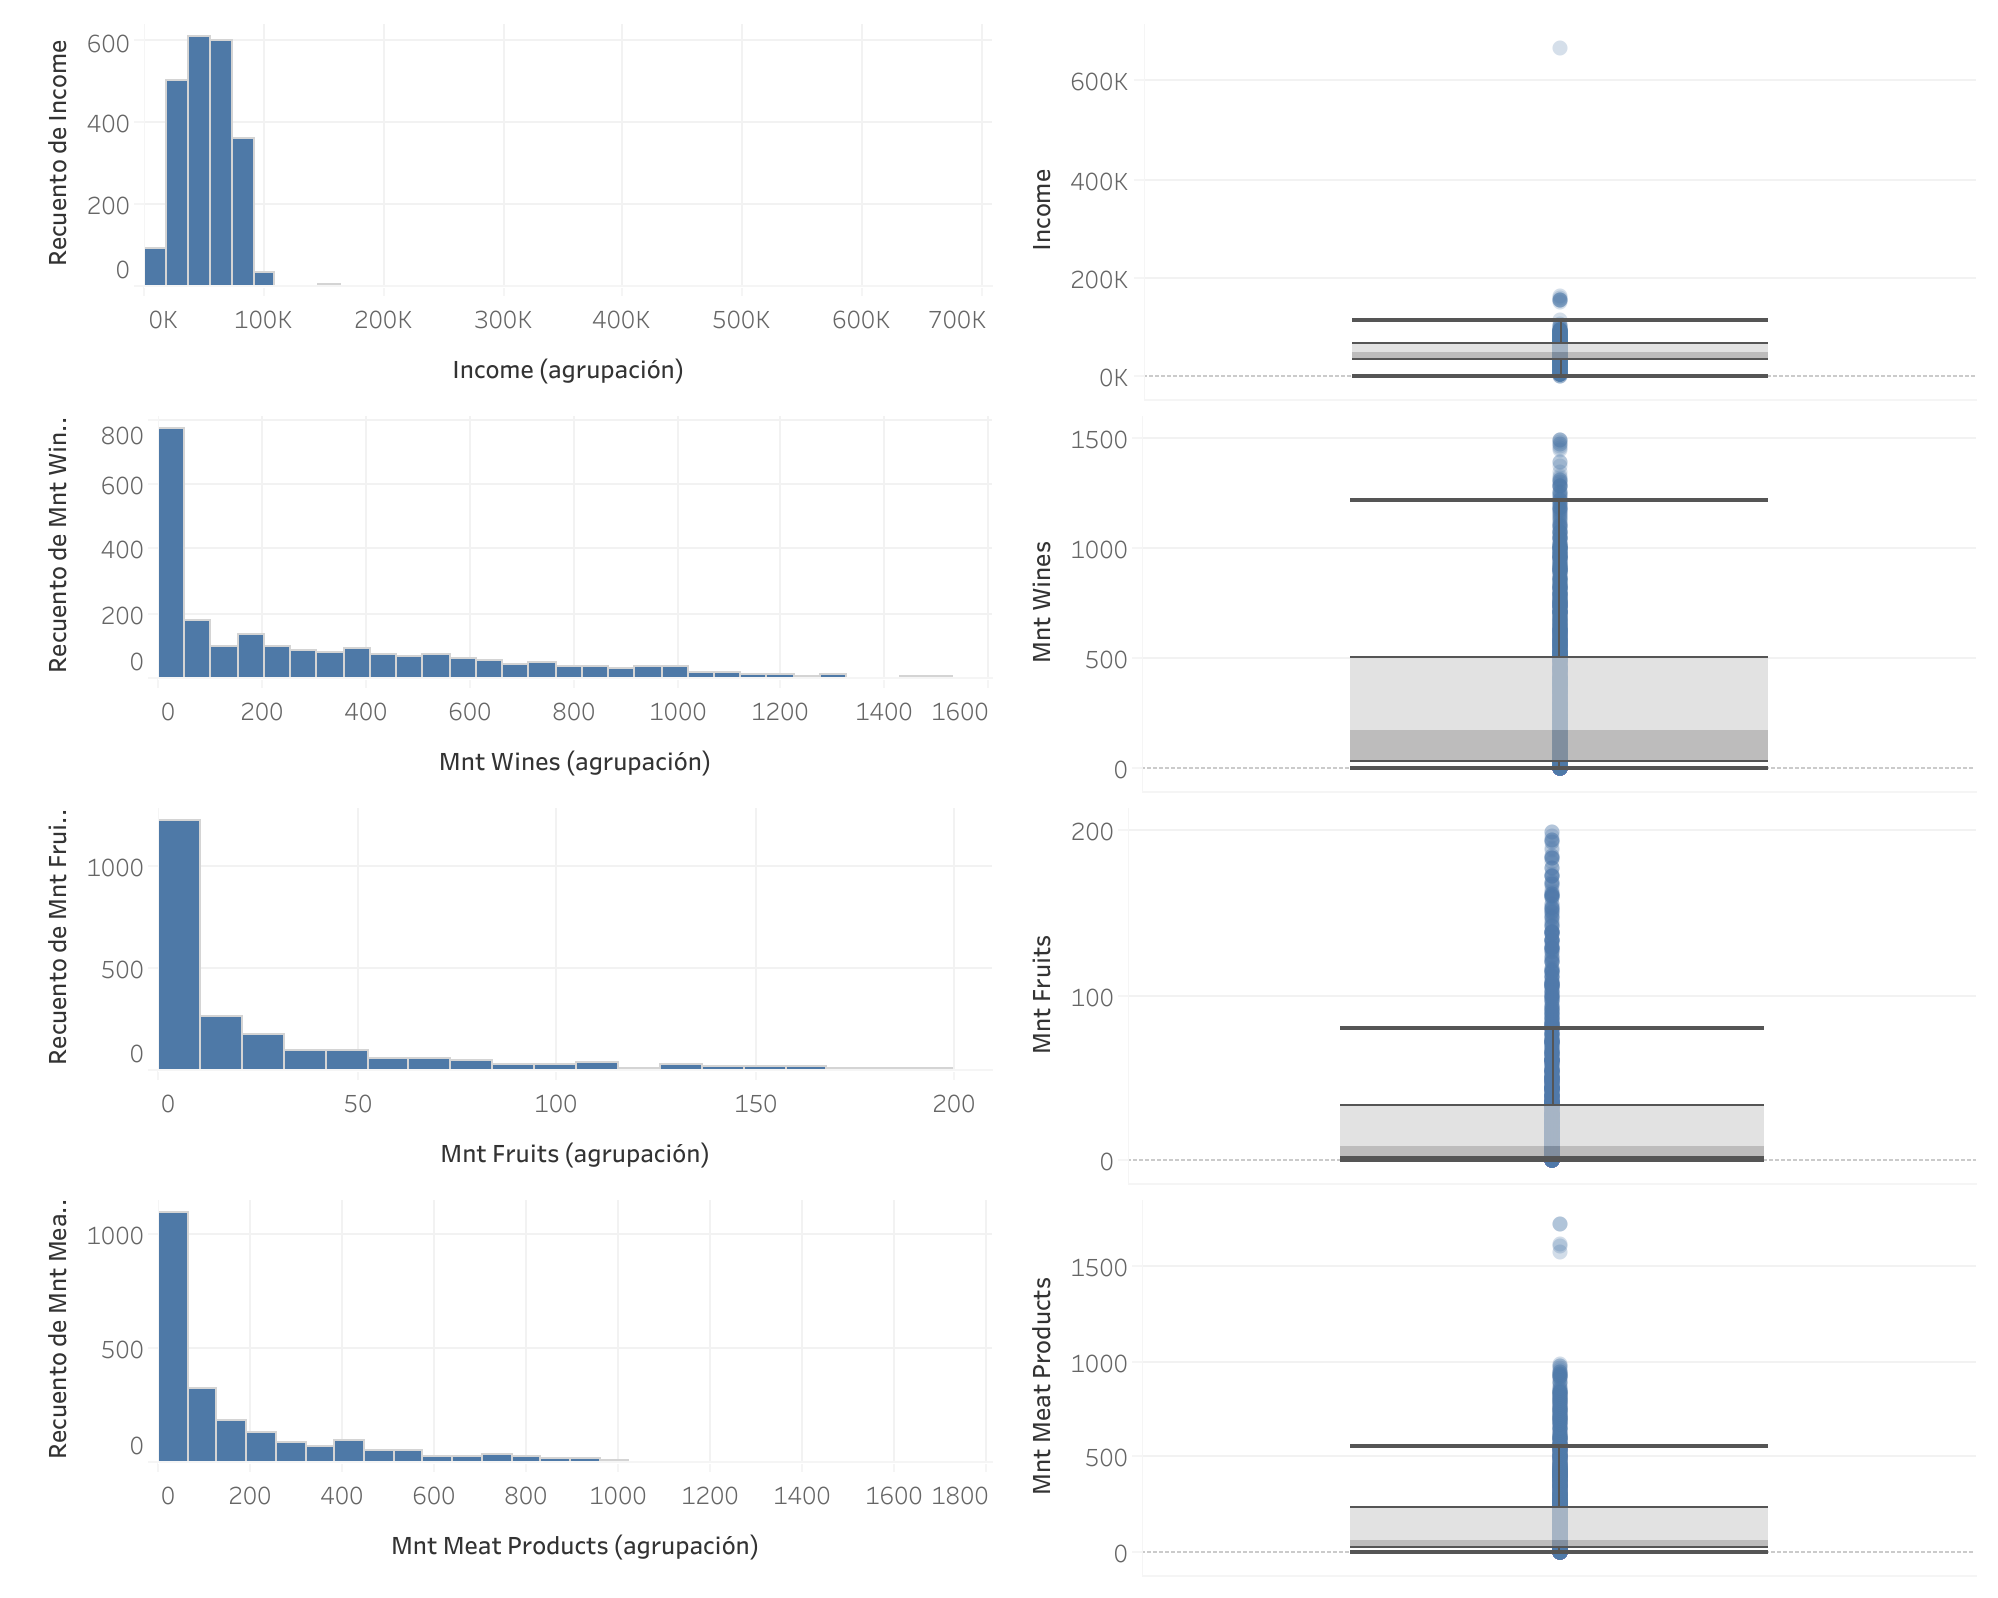 Recuento de Income
600
400
200
0
0K 100K 200K 300K 400K 500K 600K 700K
Income (agrupación)
Income
600K
400K
200K
0K
Recuento de Mnt Win..
800
600
400
200
0
0 200 400 600 800 1000 1200 1400 1600
Mnt Wines (agrupación)
Mnt Wines
1500
1000
500
0
Recuento de Mnt Frui..
1000
500
0
0 50 100 150 200
Mnt Fruits (agrupación)
Mnt Fruits
200
100
0
Recuento de Mnt Mea..
1000
500
0
0 200 400 600 800 1000 1200 1400 1600 1800
Mnt Meat Products (agrupación)
Mnt Meat Products
1500
1000
500
0